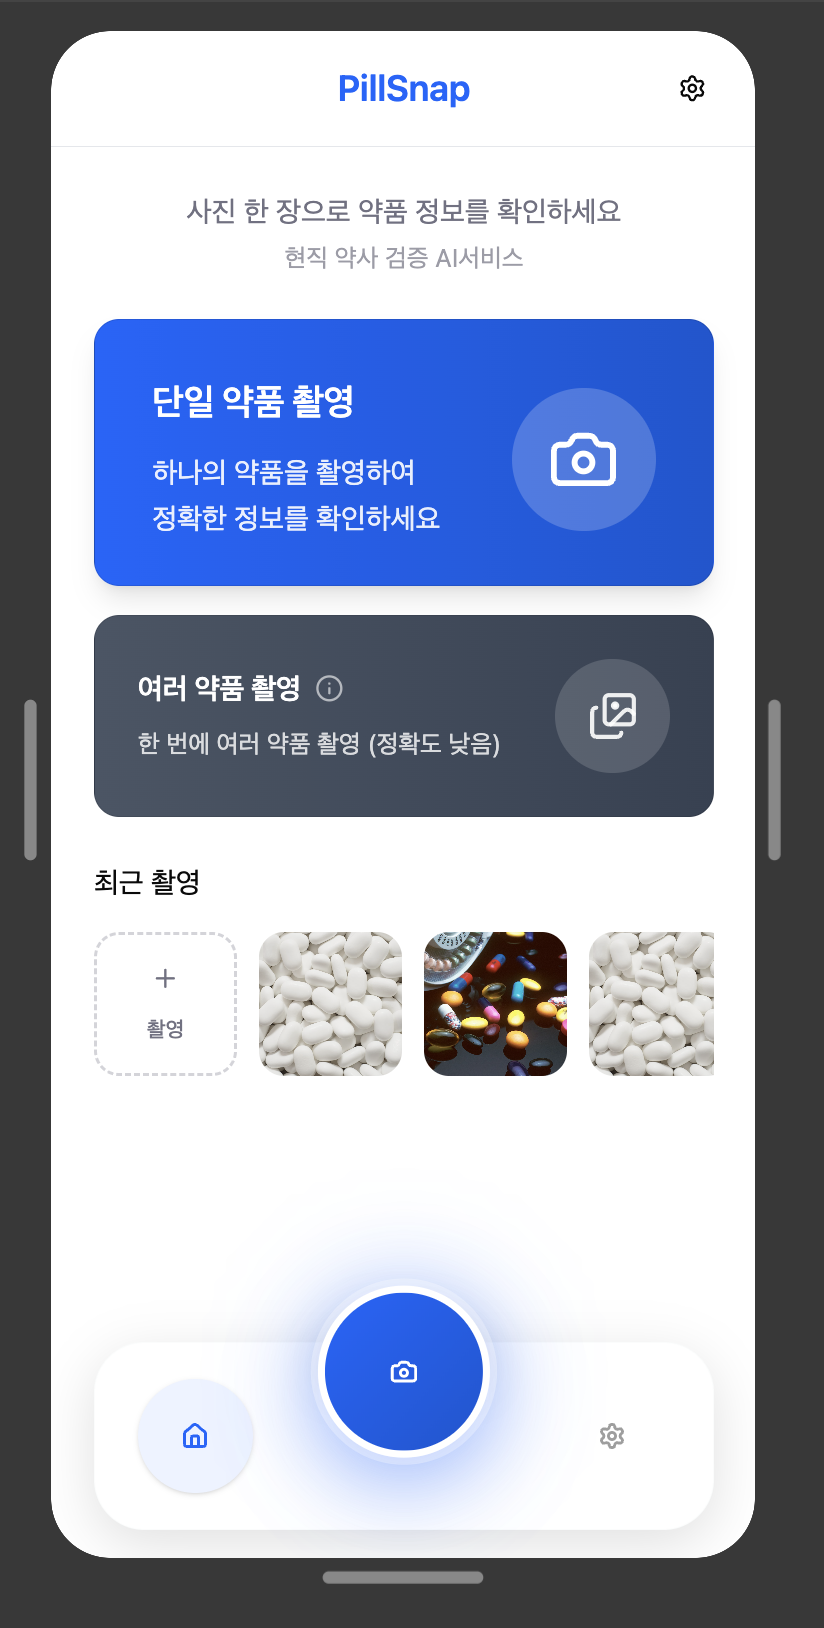 PillSnap
사진 한 장으로 약품 정보를 확인하세요
현직 약사 검증 AI서비스
단일 약품 촬영
하나의 약품을 촬영하여
정확한 정보를 확인하세요
여러 약품 촬영
한 번에 여러 약품 촬영 (정확도 낮음)
최근 촬영
촬영